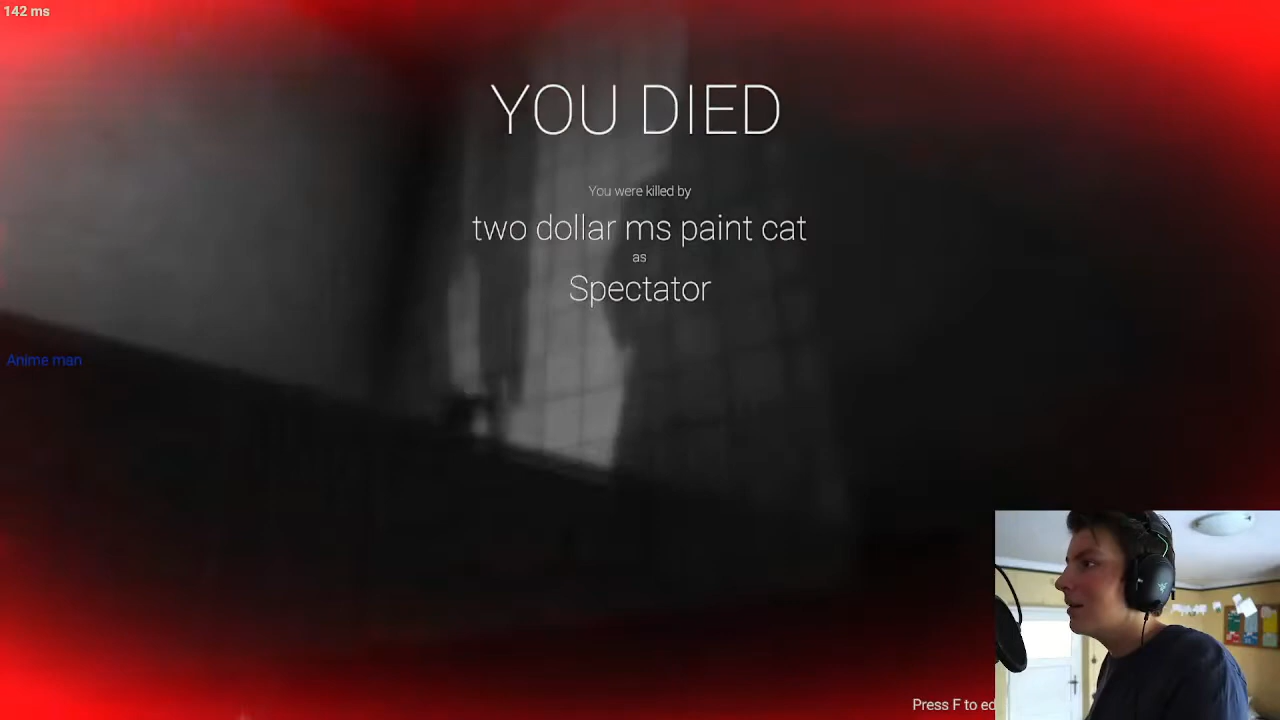 142 ms
YOU DIED
You were killed by
two dollar ms paint cat
as
Spectator
Anime man
Press F to ed